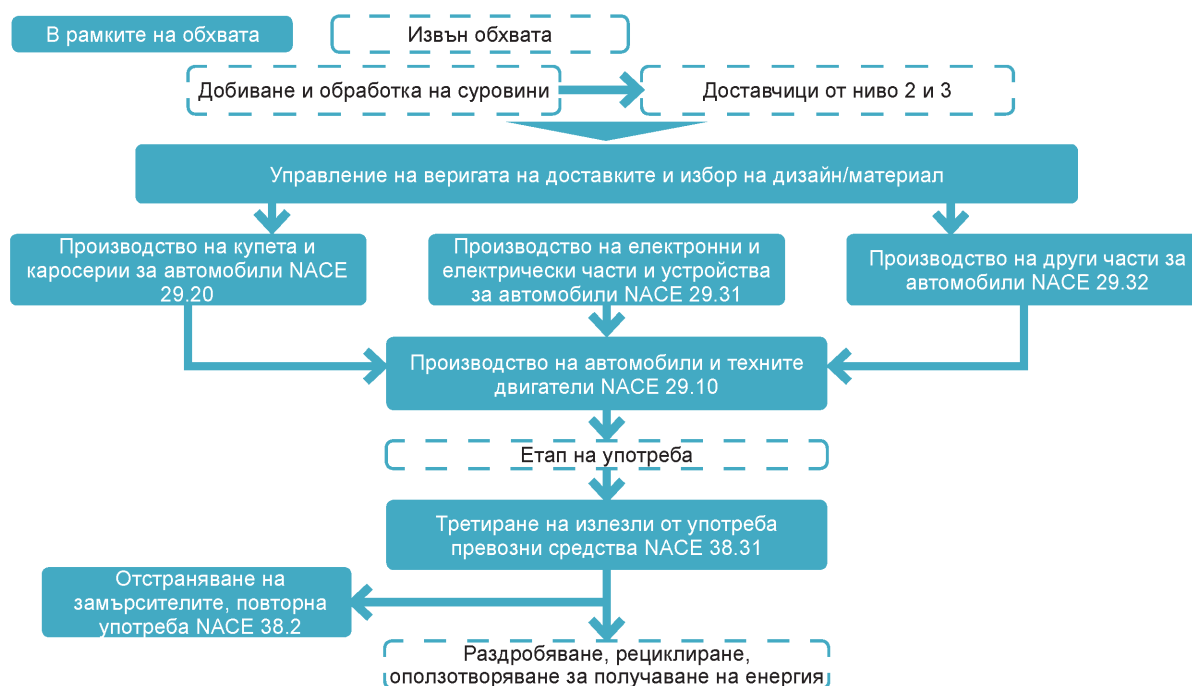 В рамките на обхвата
Извън обхвата
Добиване и обработка на суровини
Доставчици от ниво 2 и 3
Управление на веригата на доставките и избор на дизайн/материал
Производство на купета и
каросерии за автомобили NACE
29.20
Производство на електронни и
електрически части и устройства
за автомобили NACE 29.31
Производство на други части за
автомобили NACE 29.32
Производство на автомобили и техните
двигатели NACE 29.10
Етап на употреба
Третиране на излезли от употреба
превозни средства NACE 38.31
Отстраняване на
замърсителите, повторна
употреба NACE 38.2
Раздробяване, рециклиране,
оползотворяване за получаване на енергия